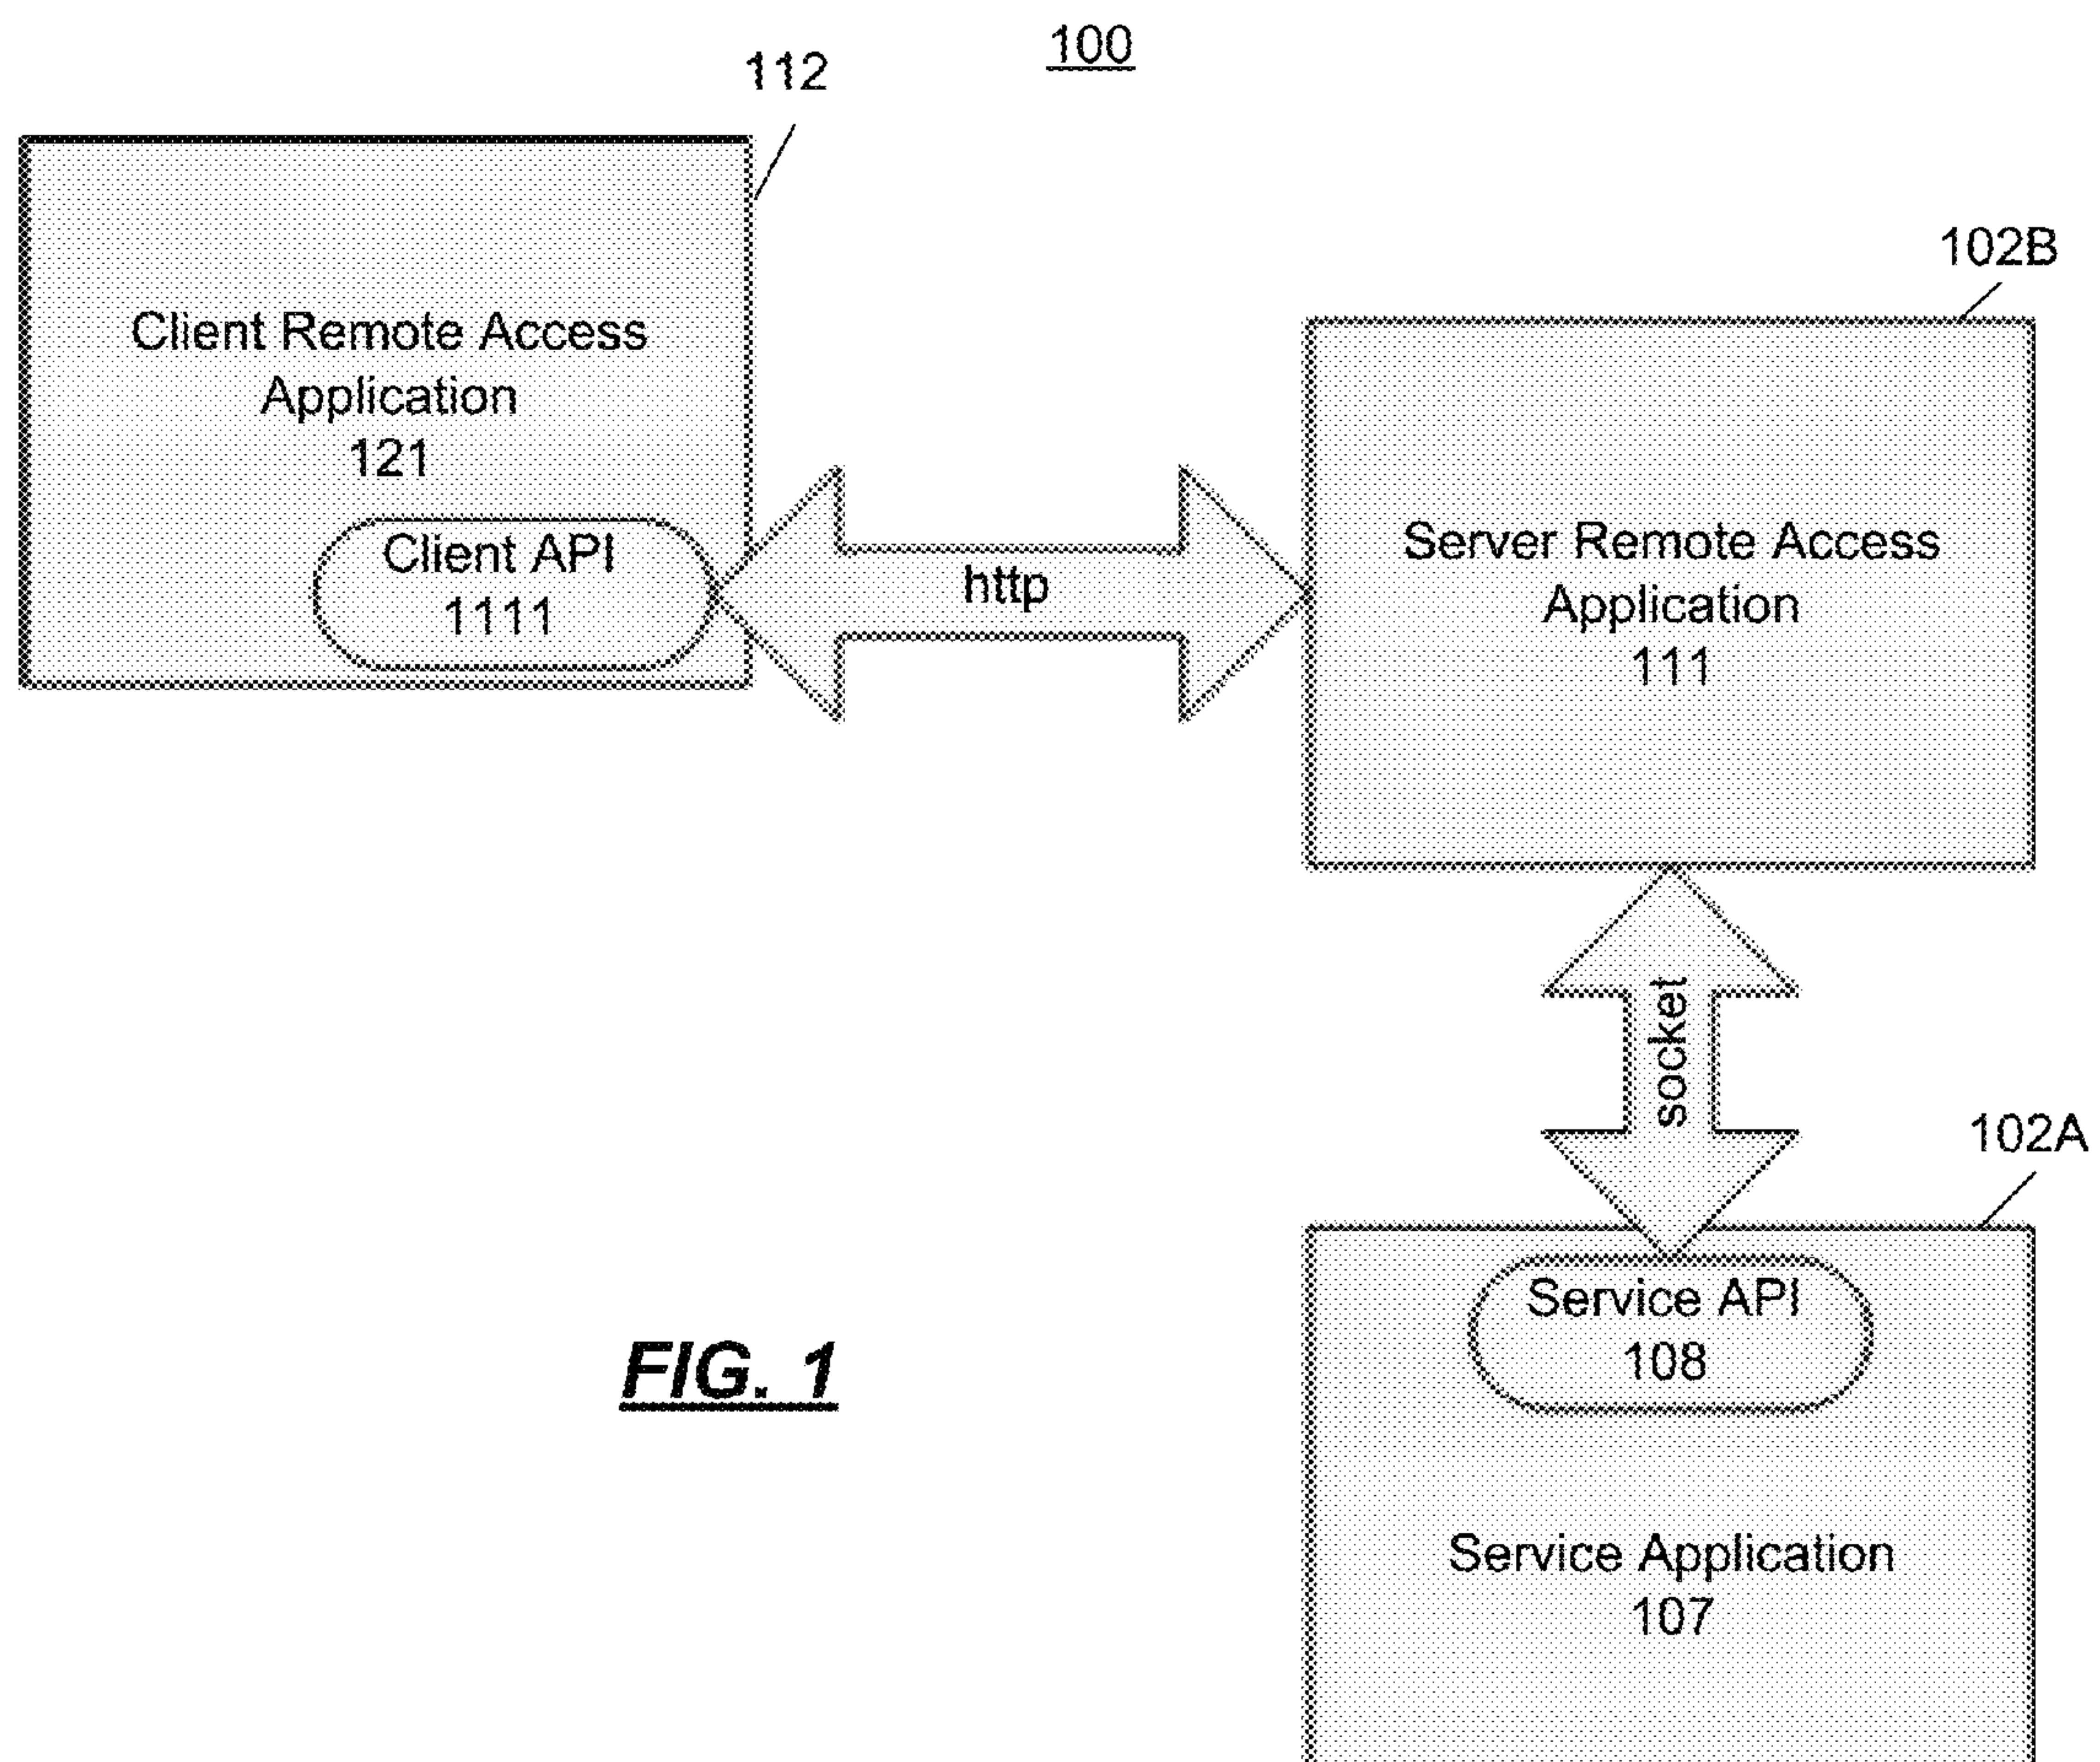 100
112
Client Remote Access
Application
121
Client API
1111
http
102B
Server Remote Access
Application
111
socket
102A
Service API
108
Service Application
107
FIG. 1